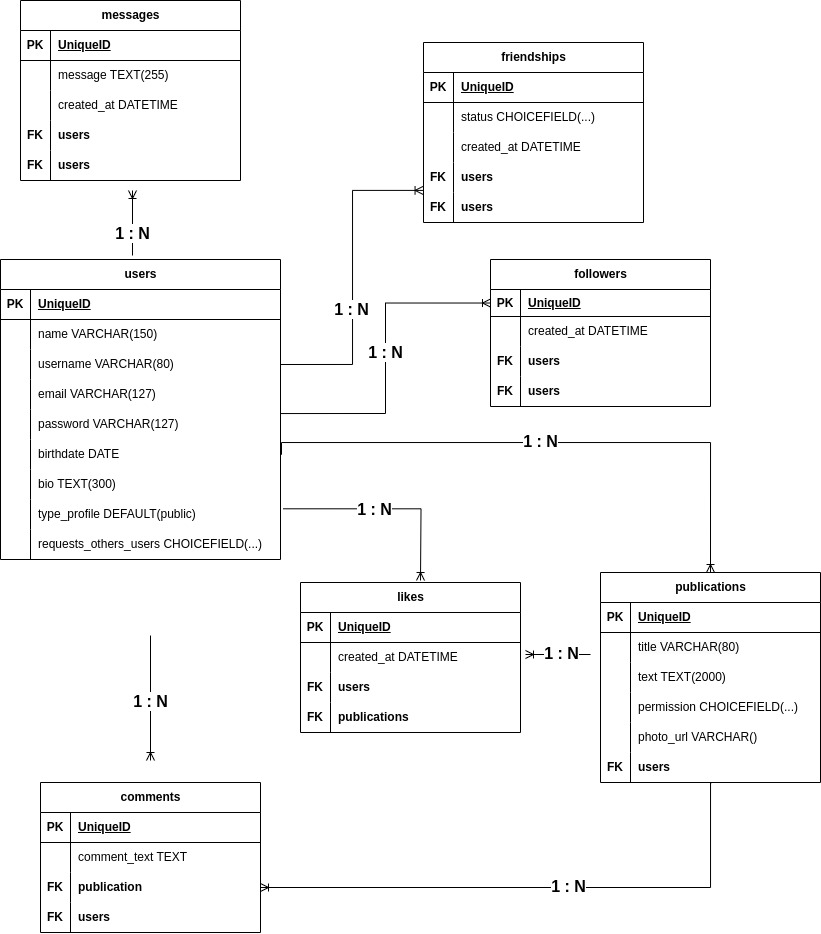 messages
PK UniqueID
message TEXT(255)
created_at DATETIME
FK users
FK users
friendships
PK UniqueID
status CHOICEFIELD(...)
created_at DATETIME
FK users
FK users
1 : N
users
PK UniqueID
name VARCHAR(150)
username VARCHAR(80)
email VARCHAR(127)
password VARCHAR(127)
birthdate DATE
bio TEXT(300)
type_profile DEFAULT(public)
requests_others_users CHOICEFIELD(...)
1 : N
1 : N
followers
PK UniqueID
created_at DATETIME
FK users
FK users
1 : N
1 : N
likes
PK UniqueID
created_at DATETIME
FK users
FK publications
1 : N
publications
PK UniqueID
title VARCHAR(80)
text TEXT(2000)
permission CHOICEFIELD(...)
photo_url VARCHAR()
FK users
1 : N
comments
PK UniqueID
comment_text TEXT
FK publication
FK users
1 : N